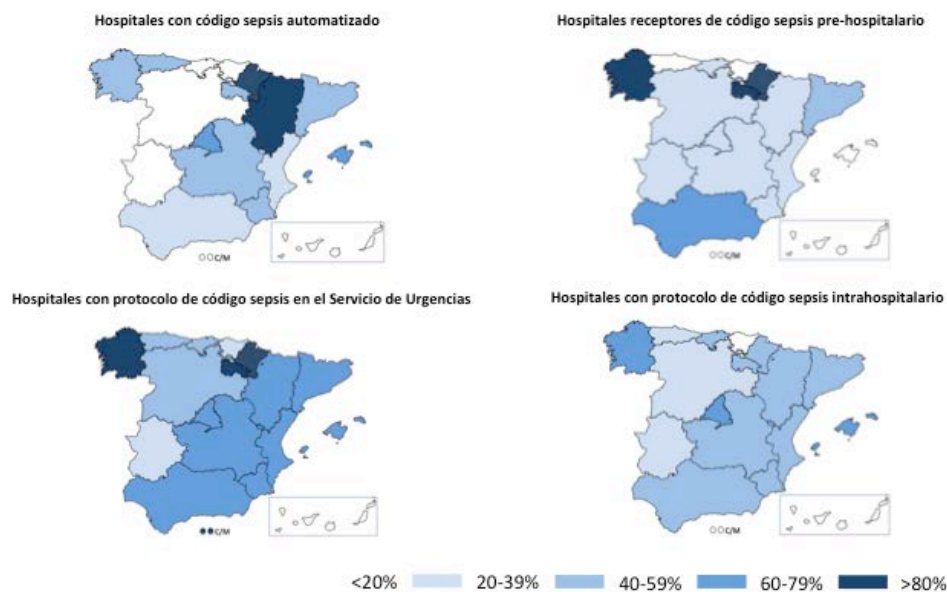 Hospitales con código sepsis automatizado
Hospitales receptores de código sepsis pre-hospitalario
C/M
C/M
Hospitales con protocolo de código sepsis en el Servicio de Urgencias
Hospitales con protocolo de código sepsis intrahospitalario
C/M
C/M
<20% 20-39% 40-59% 60-79% >80%